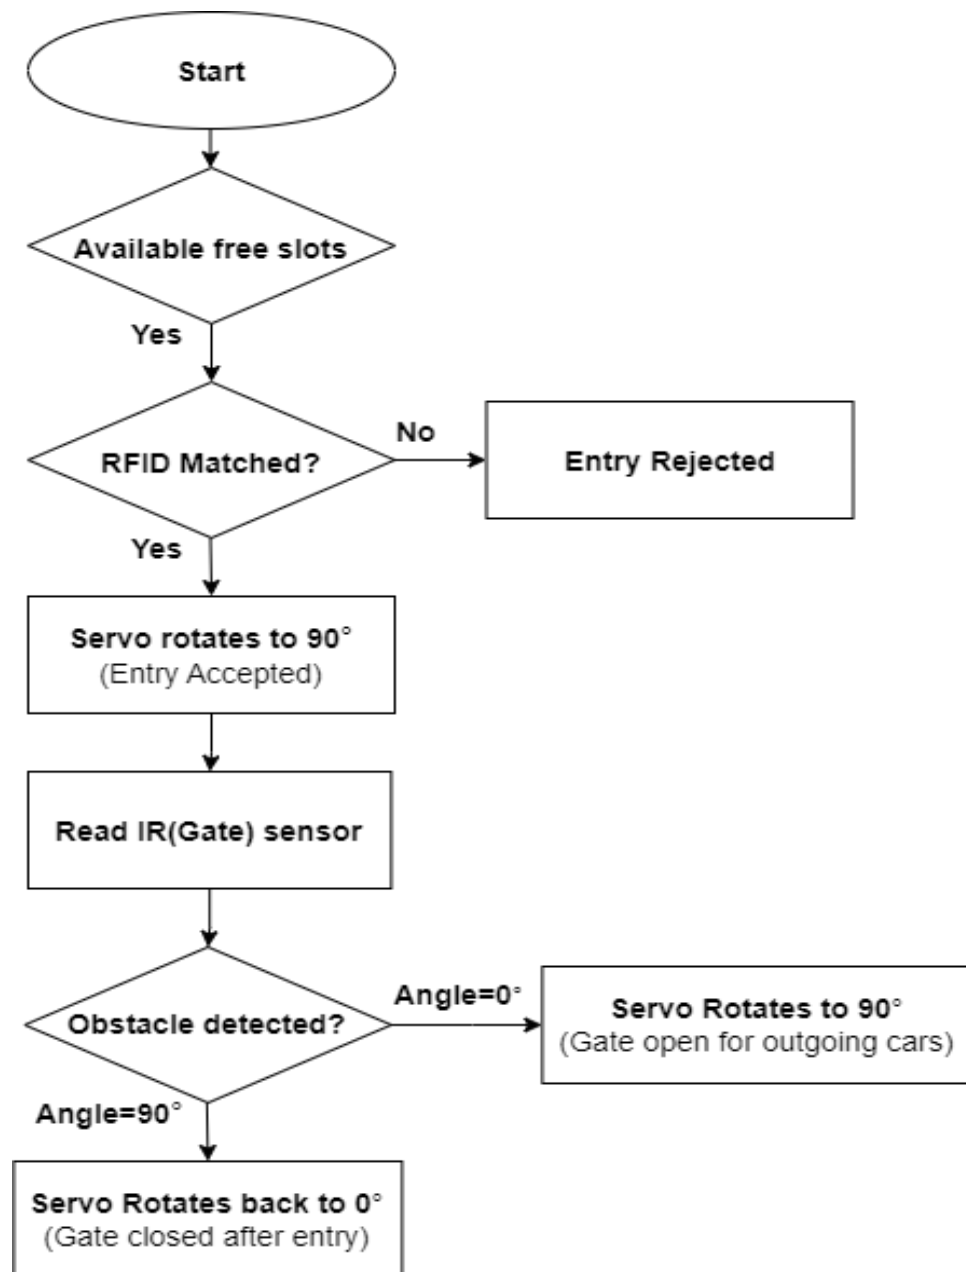 Start
Available free slots
Yes
RFID Matched?
No
Entry Rejected
Yes
Servo rotates to 90°
(Entry Accepted)
Read IR(Gate) sensor
Obstacle detected?
Angle=0°
Servo Rotates to 90°
(Gate open for outgoing cars)
Angle=90°
Servo Rotates back to 0°
(Gate closed after entry)